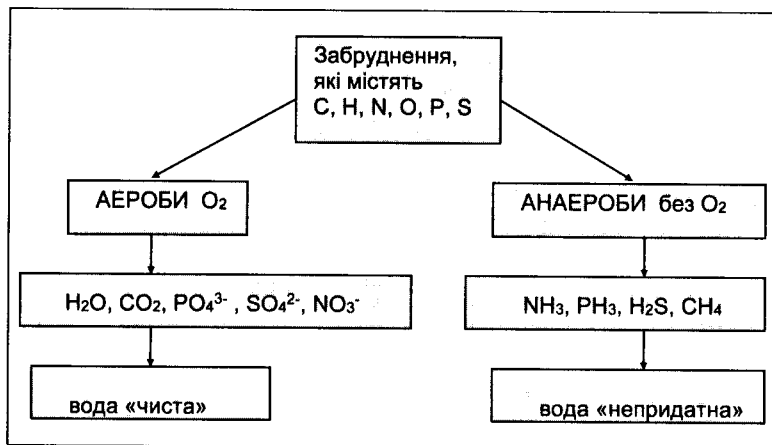 Забруднення,
які містять
C, H, N, O, P, S
АЕРОБИ O₂
АНАЕРОБИ без O₂
H₂O, CO₂, PO₄³⁻ , SO₄²⁻, NO₃⁻
NH₃, PH₃, H₂S, CH₄
вода «чиста»
вода «непридатна»